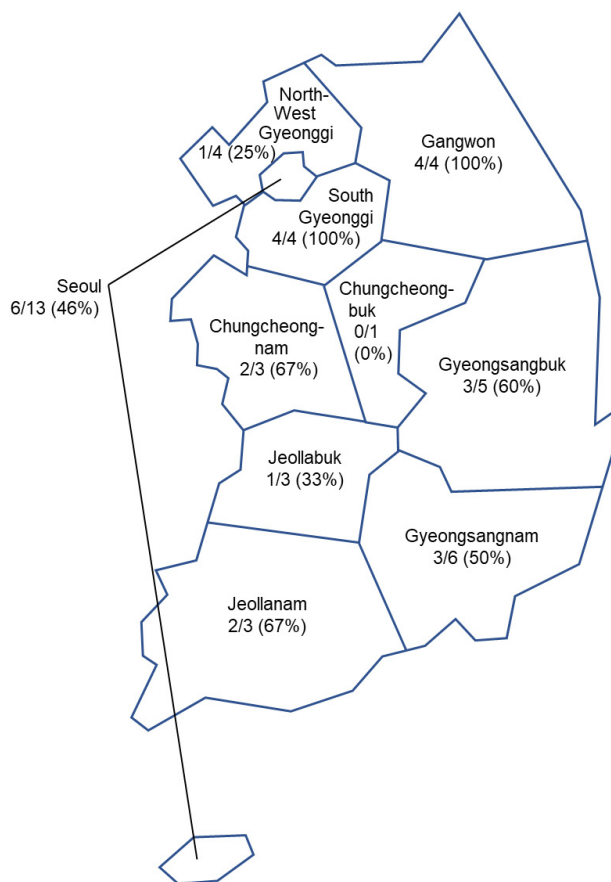 North-
West
Gyeonggi
1/4 (25%)
Gangwon
4/4 (100%)
South
Gyeonggi
4/4 (100%)
Seoul
6/13 (46%)
Chungcheong-
buk
0/1
(0%)
Chungcheong-
nam
2/3 (67%)
Gyeongsangbuk
3/5 (60%)
Jeollabuk
1/3 (33%)
Gyeongsangnam
3/6 (50%)
Jeollanam
2/3 (67%)